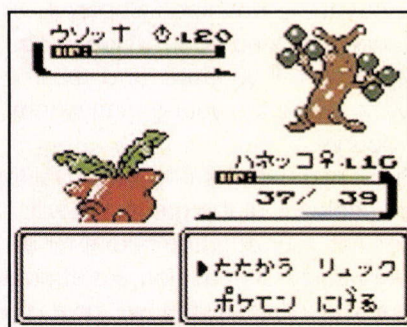 ウソッキ ♂ :L20
HP:
ハネッコ♀ :L16
HP:
37/ 39
▶たたかう リュック
ポケモン にげる